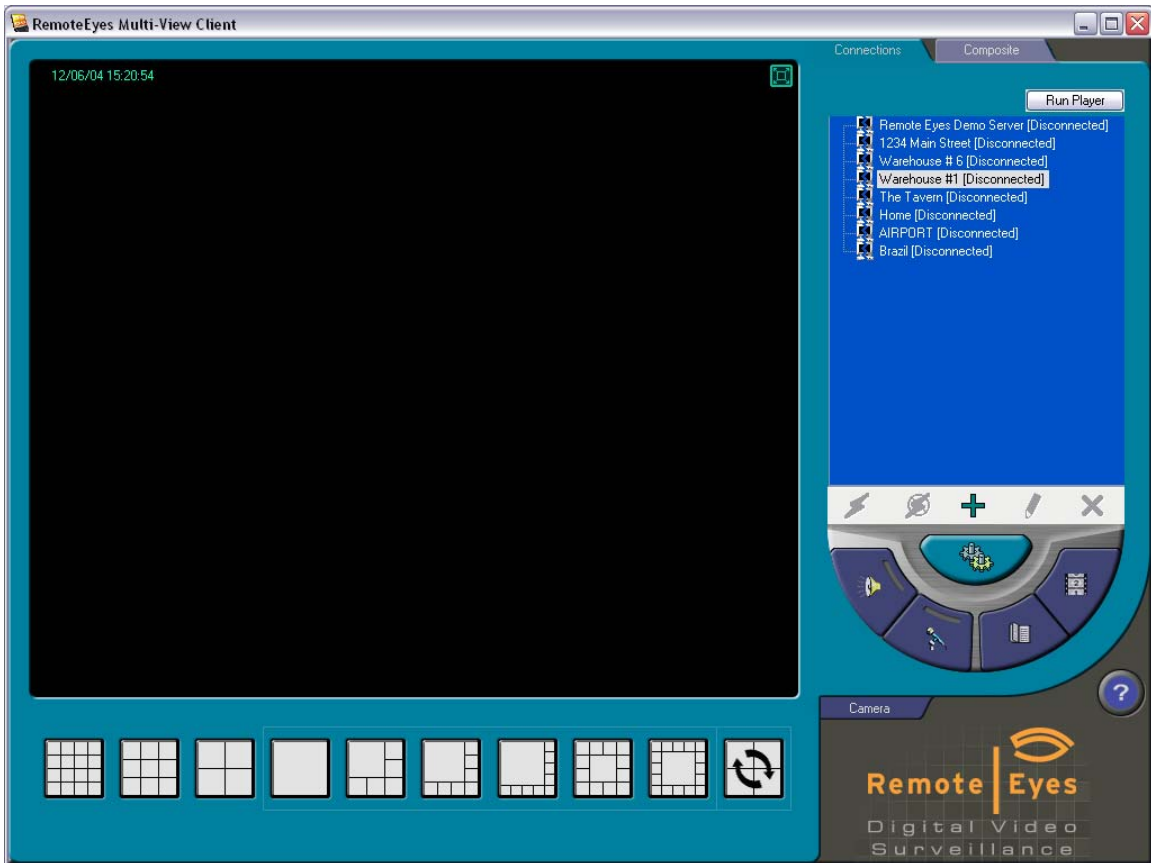 RemoteEyes Multi-View Client
Connections
Composite
12/06/04 15:20:54
Run Player
Remote Eyes Demo Server [Disconnected]
1234 Main Street [Disconnected]
Warehouse # 6 [Disconnected]
Warehouse #1 [Disconnected]
The Tavern [Disconnected]
Home [Disconnected]
AIRPORT [Disconnected]
Brazil [Disconnected]
?
Camera
Remote Eyes
Digital Video
Surveillance